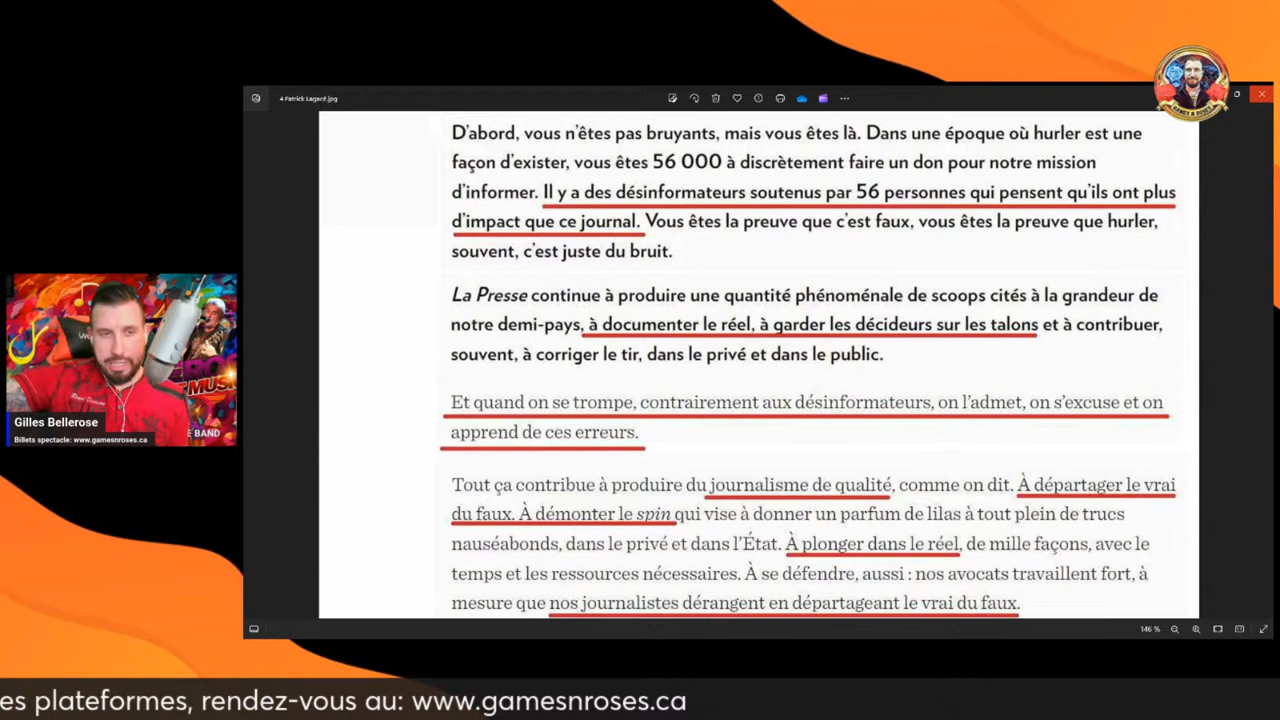 4 Patrick Lagacé.jpg
GAMES N ROSES
D'abord, vous n'êtes pas bruyants, mais vous êtes là. Dans une époque où hurler est une
façon d'exister, vous êtes 56 000 à discrètement faire un don pour notre mission
d'informer. Il y a des désinformateurs soutenus par 56 personnes qui pensent qu'ils ont plus
d'impact que ce journal. Vous êtes la preuve que c'est faux, vous êtes la preuve que hurler,
souvent, c'est juste du bruit.
La Presse continue à produire une quantité phénoménale de scoops cités à la grandeur de
notre demi-pays, à documenter le réel, à garder les décideurs sur les talons et à contribuer,
souvent, à corriger le tir, dans le privé et dans le public.
Et quand on se trompe, contrairement aux désinformateurs, on l'admet, on s'excuse et on
apprend de ces erreurs.
Tout ça contribue à produire du journalisme de qualité, comme on dit. À départager le vrai
du faux. À démonter le spin qui vise à donner un parfum de lilas à tout plein de trucs
nauséabonds, dans le privé et dans l'État. À plonger dans le réel, de mille façons, avec le
temps et les ressources nécessaires. À se défendre, aussi : nos avocats travaillent fort, à
mesure que nos journalistes dérangent en départageant le vrai du faux.
Gilles Bellerose
Billets spectacle: www.gamesnroses.ca
BAND
146 %
es plateformes, rendez-vous au: www.gamesnroses.ca